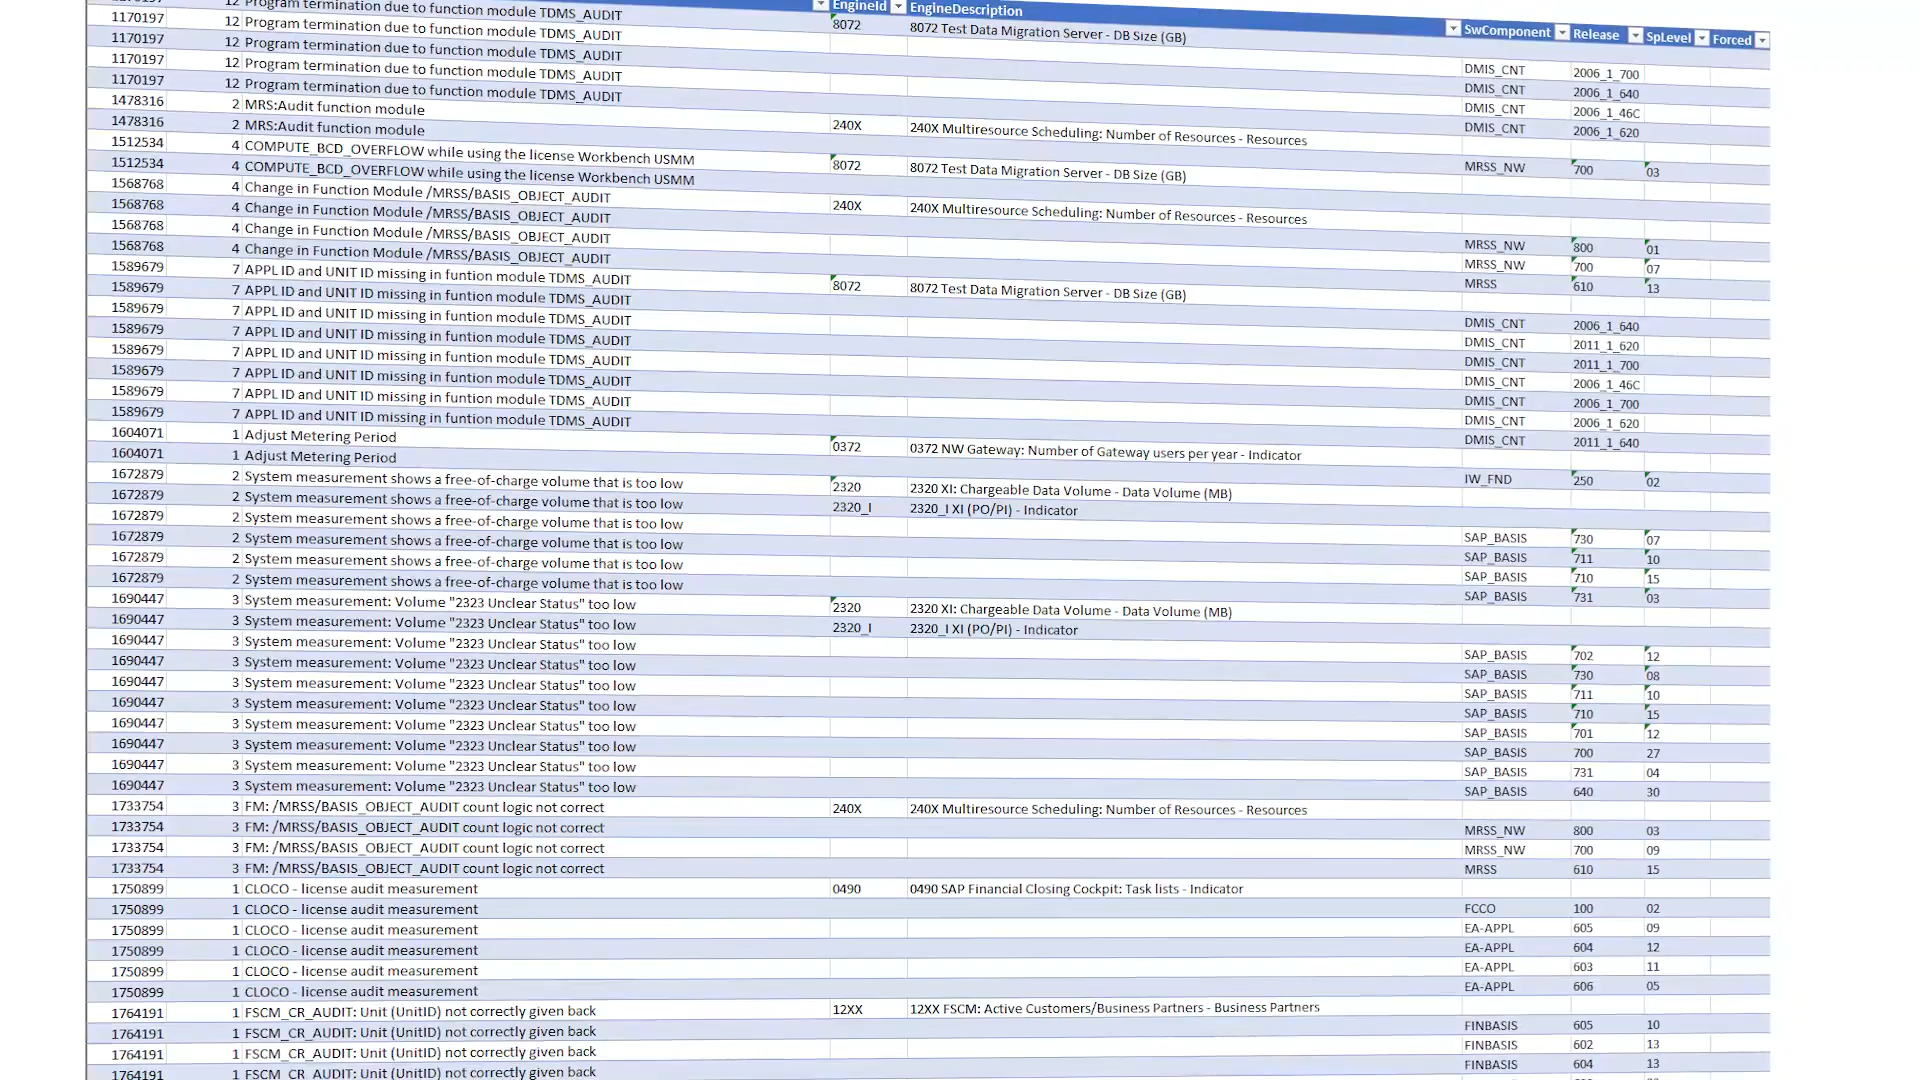 EngineId EngineDescription SwComponent Release SpLevel Forced
12 Program termination due to function module TDMS_AUDIT
1170197 12 Program termination due to function module TDMS_AUDIT 8072 8072 Test Data Migration Server - DB Size (GB)
1170197 12 Program termination due to function module TDMS_AUDIT DMIS_CNT 2006_1_700
1170197 12 Program termination due to function module TDMS_AUDIT DMIS_CNT 2006_1_640
1170197 12 Program termination due to function module TDMS_AUDIT DMIS_CNT 2006_1_46C
1478316 2 MRS:Audit function module DMIS_CNT 2006_1_620
1478316 2 MRS:Audit function module 240X 240X Multiresource Scheduling: Number of Resources - Resources
1512534 4 COMPUTE_BCD_OVERFLOW while using the license Workbench USMM MRSS_NW 700 03
1512534 4 COMPUTE_BCD_OVERFLOW while using the license Workbench USMM 8072 8072 Test Data Migration Server - DB Size (GB)
1568768 4 Change in Function Module /MRSS/BASIS_OBJECT_AUDIT
1568768 4 Change in Function Module /MRSS/BASIS_OBJECT_AUDIT 240X 240X Multiresource Scheduling: Number of Resources - Resources
1568768 4 Change in Function Module /MRSS/BASIS_OBJECT_AUDIT MRSS_NW 800 01
1568768 4 Change in Function Module /MRSS/BASIS_OBJECT_AUDIT MRSS_NW 700 07
1589679 7 APPL ID and UNIT ID missing in funtion module TDMS_AUDIT MRSS 610 13
1589679 7 APPL ID and UNIT ID missing in funtion module TDMS_AUDIT 8072 8072 Test Data Migration Server - DB Size (GB)
1589679 7 APPL ID and UNIT ID missing in funtion module TDMS_AUDIT DMIS_CNT 2006_1_640
1589679 7 APPL ID and UNIT ID missing in funtion module TDMS_AUDIT DMIS_CNT 2011_1_620
1589679 7 APPL ID and UNIT ID missing in funtion module TDMS_AUDIT DMIS_CNT 2011_1_700
1589679 7 APPL ID and UNIT ID missing in funtion module TDMS_AUDIT DMIS_CNT 2006_1_46C
1589679 7 APPL ID and UNIT ID missing in funtion module TDMS_AUDIT DMIS_CNT 2006_1_700
1589679 7 APPL ID and UNIT ID missing in funtion module TDMS_AUDIT DMIS_CNT 2006_1_620
1604071 1 Adjust Metering Period DMIS_CNT 2011_1_640
1604071 1 Adjust Metering Period 0372 0372 NW Gateway: Number of Gateway users per year - Indicator
1672879 2 System measurement shows a free-of-charge volume that is too low IW_FND 250 02
1672879 2 System measurement shows a free-of-charge volume that is too low 2320 2320 XI: Chargeable Data Volume - Data Volume (MB)
1672879 2 System measurement shows a free-of-charge volume that is too low 2320_I 2320_I XI (PO/PI) - Indicator
1672879 2 System measurement shows a free-of-charge volume that is too low SAP_BASIS 730 07
1672879 2 System measurement shows a free-of-charge volume that is too low SAP_BASIS 711 10
1672879 2 System measurement shows a free-of-charge volume that is too low SAP_BASIS 710 15
1690447 3 System measurement: Volume "2323 Unclear Status" too low SAP_BASIS 731 03
1690447 3 System measurement: Volume "2323 Unclear Status" too low 2320 2320 XI: Chargeable Data Volume - Data Volume (MB)
1690447 3 System measurement: Volume "2323 Unclear Status" too low 2320_I 2320_I XI (PO/PI) - Indicator
1690447 3 System measurement: Volume "2323 Unclear Status" too low SAP_BASIS 702 12
1690447 3 System measurement: Volume "2323 Unclear Status" too low SAP_BASIS 730 08
1690447 3 System measurement: Volume "2323 Unclear Status" too low SAP_BASIS 711 10
1690447 3 System measurement: Volume "2323 Unclear Status" too low SAP_BASIS 710 15
1690447 3 System measurement: Volume "2323 Unclear Status" too low SAP_BASIS 701 12
1690447 3 System measurement: Volume "2323 Unclear Status" too low SAP_BASIS 700 27
1690447 3 System measurement: Volume "2323 Unclear Status" too low SAP_BASIS 731 04
1733754 3 FM: /MRSS/BASIS_OBJECT_AUDIT count logic not correct 240X 240X Multiresource Scheduling: Number of Resources - Resources SAP_BASIS 640 30
1733754 3 FM: /MRSS/BASIS_OBJECT_AUDIT count logic not correct MRSS_NW 800 03
1733754 3 FM: /MRSS/BASIS_OBJECT_AUDIT count logic not correct MRSS_NW 700 09
1733754 3 FM: /MRSS/BASIS_OBJECT_AUDIT count logic not correct MRSS 610 15
1750899 1 CLOCO - license audit measurement 0490 0490 SAP Financial Closing Cockpit: Task lists - Indicator
1750899 1 CLOCO - license audit measurement FCCO 100 02
1750899 1 CLOCO - license audit measurement EA-APPL 605 09
1750899 1 CLOCO - license audit measurement EA-APPL 604 12
1750899 1 CLOCO - license audit measurement EA-APPL 603 11
1750899 1 CLOCO - license audit measurement EA-APPL 606 05
1764191 1 FSCM_CR_AUDIT: Unit (UnitID) not correctly given back 12XX 12XX FSCM: Active Customers/Business Partners - Business Partners
1764191 1 FSCM_CR_AUDIT: Unit (UnitID) not correctly given back FINBASIS 605 10
1764191 1 FSCM_CR_AUDIT: Unit (UnitID) not correctly given back FINBASIS 602 13
1764191 1 FSCM_CR_AUDIT: Unit (UnitID) not correctly given back FINBASIS 604 13